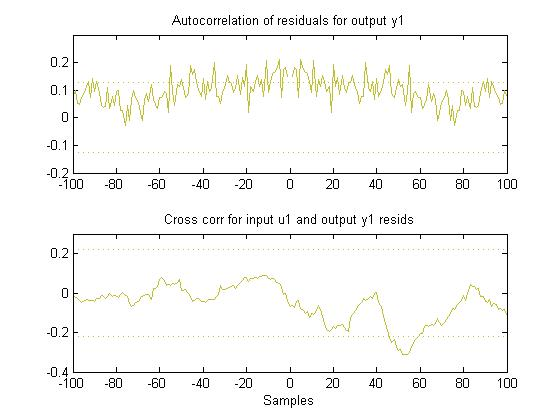 Autocorrelation of residuals for output y1
0.3
0.2
0.1
0
-0.1
-0.2
-100 -80 -60 -40 -20 0 20 40 60 80 100
Cross corr for input u1 and output y1 resids
0.2
0
-0.2
-0.4
-100 -80 -60 -40 -20 0 20 40 60 80 100
Samples